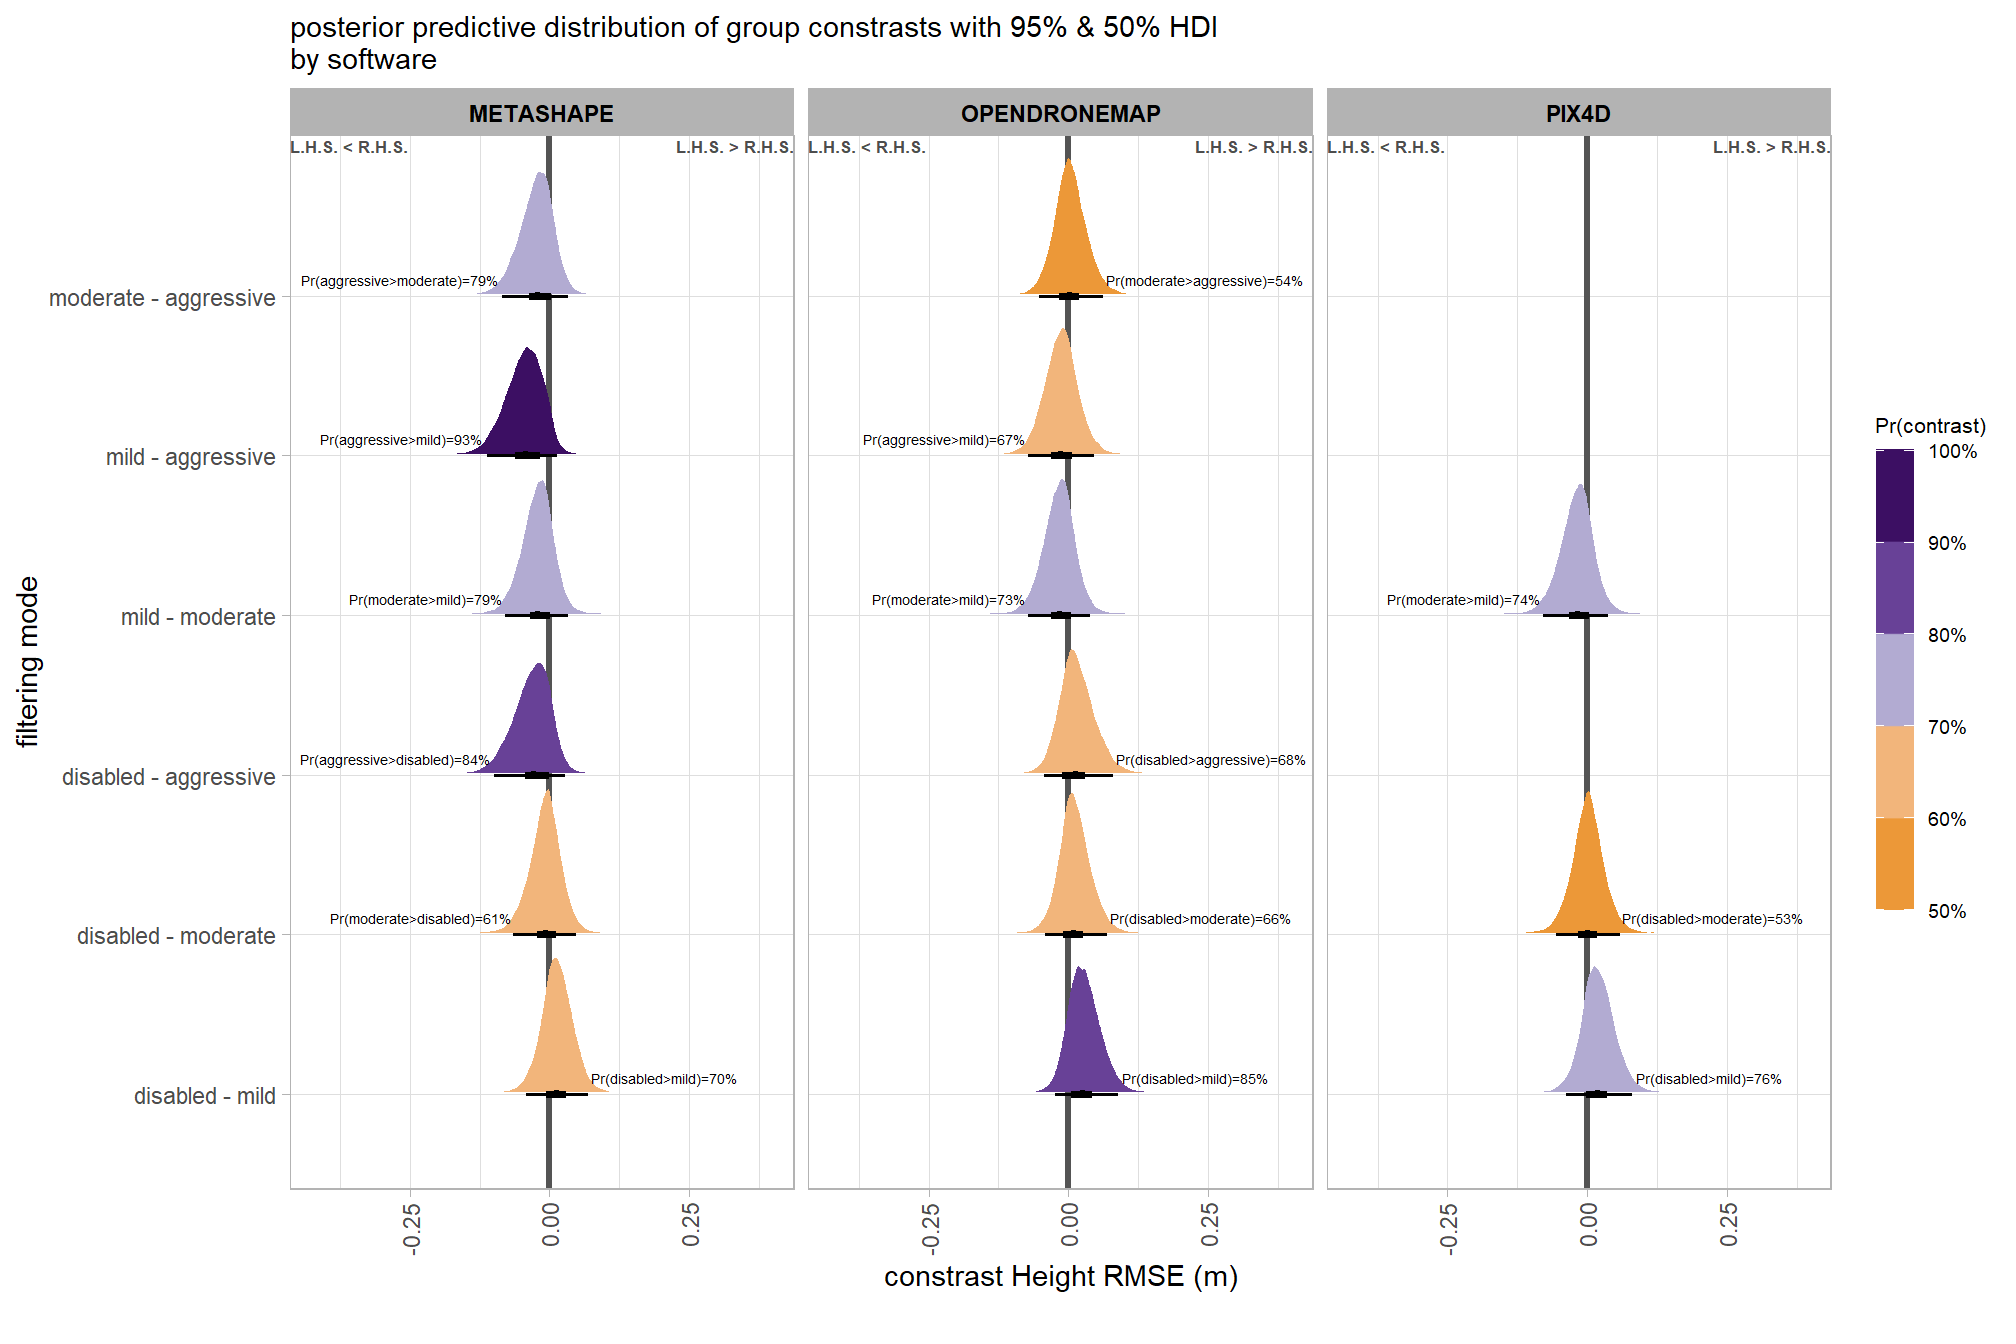 posterior predictive distribution of group constrasts with 95% & 50% HDI
by software
METASHAPE
OPENDRONEMAP
PIX4D
L.H.S. < R.H.S.
L.H.S. > R.H.S.
L.H.S. < R.H.S.
L.H.S. > R.H.S.
L.H.S. < R.H.S.
L.H.S. > R.H.S.
filtering mode
moderate - aggressive
Pr(aggressive>moderate)=79%
Pr(moderate>aggressive)=54%
mild - aggressive
Pr(aggressive>mild)=93%
Pr(aggressive>mild)=67%
mild - moderate
Pr(moderate>mild)=79%
Pr(moderate>mild)=73%
Pr(moderate>mild)=74%
disabled - aggressive
Pr(aggressive>disabled)=84%
Pr(disabled>aggressive)=68%
disabled - moderate
Pr(moderate>disabled)=61%
Pr(disabled>moderate)=66%
Pr(disabled>moderate)=53%
disabled - mild
Pr(disabled>mild)=70%
Pr(disabled>mild)=85%
Pr(disabled>mild)=76%
-0.25
0.00
0.25
-0.25
0.00
0.25
-0.25
0.00
0.25
constrast Height RMSE (m)
Pr(contrast)
100%
90%
80%
70%
60%
50%